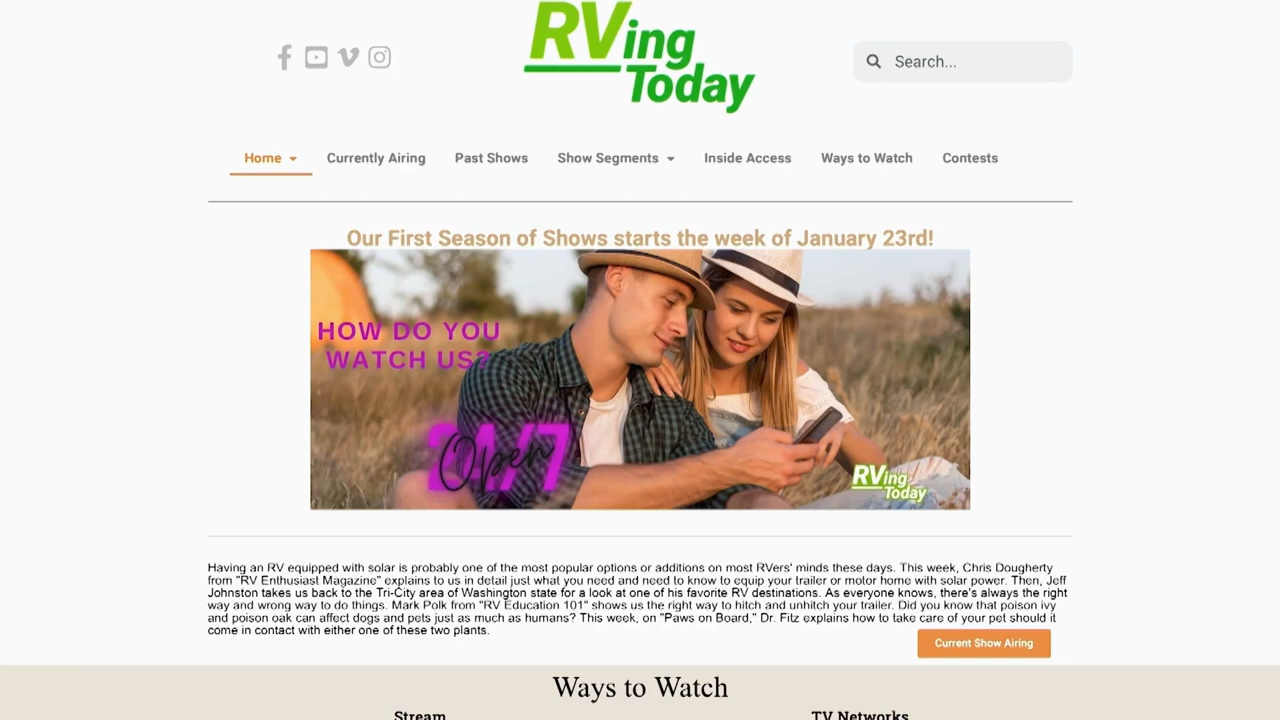 RVing
Today
Search...
Home
Currently Airing
Past Shows
Show Segments
Inside Access
Ways to Watch
Contests
Our First Season of Shows starts the week of January 23rd!
HOW DO YOU
WATCH US?
24/7
Open
RVing
Today
Having an RV equipped with solar is probably one of the most popular options or additions on most RVers' minds these days. This week, Chris Dougherty
from "RV Enthusiast Magazine" explains to us in detail just what you need and need to know to equip your trailer or motor home with solar power. Then, Jeff
Johnston takes us back to the Tri-City area of Washington state for a look at one of his favorite RV destinations. As everyone knows, there's always the right
way and wrong way to do things. Mark Polk from "RV Education 101" shows us the right way to hitch and unhitch your trailer. Did you know that poison ivy
and poison oak can affect dogs and pets just as much as humans? This week, on "Paws on Board," Dr. Fitz explains how to take care of your pet should it
come in contact with either one of these two plants.
Current Show Airing
Ways to Watch
Stream
TV Networks